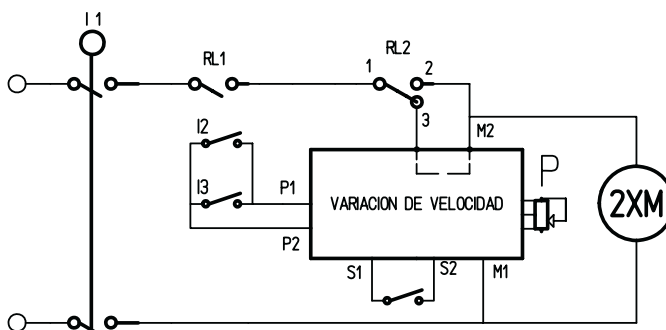 I1
RL1
RL2
1
2
3
M2
I2
I3
P1
P2
VARIACION DE VELOCIDAD
P
2XM
S1
S2
M1